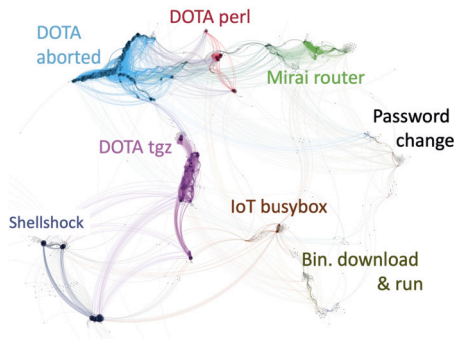 DOTA perl
DOTA
aborted
Mirai router
Password
change
DOTA tgz
IoT busybox
Shellshock
Bin. download
& run